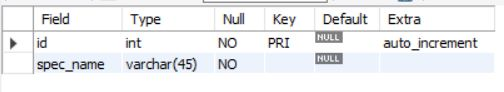 Field Type Null Key Default Extra
id int NO PRI NULL auto_increment
spec_name varchar(45) NO NULL